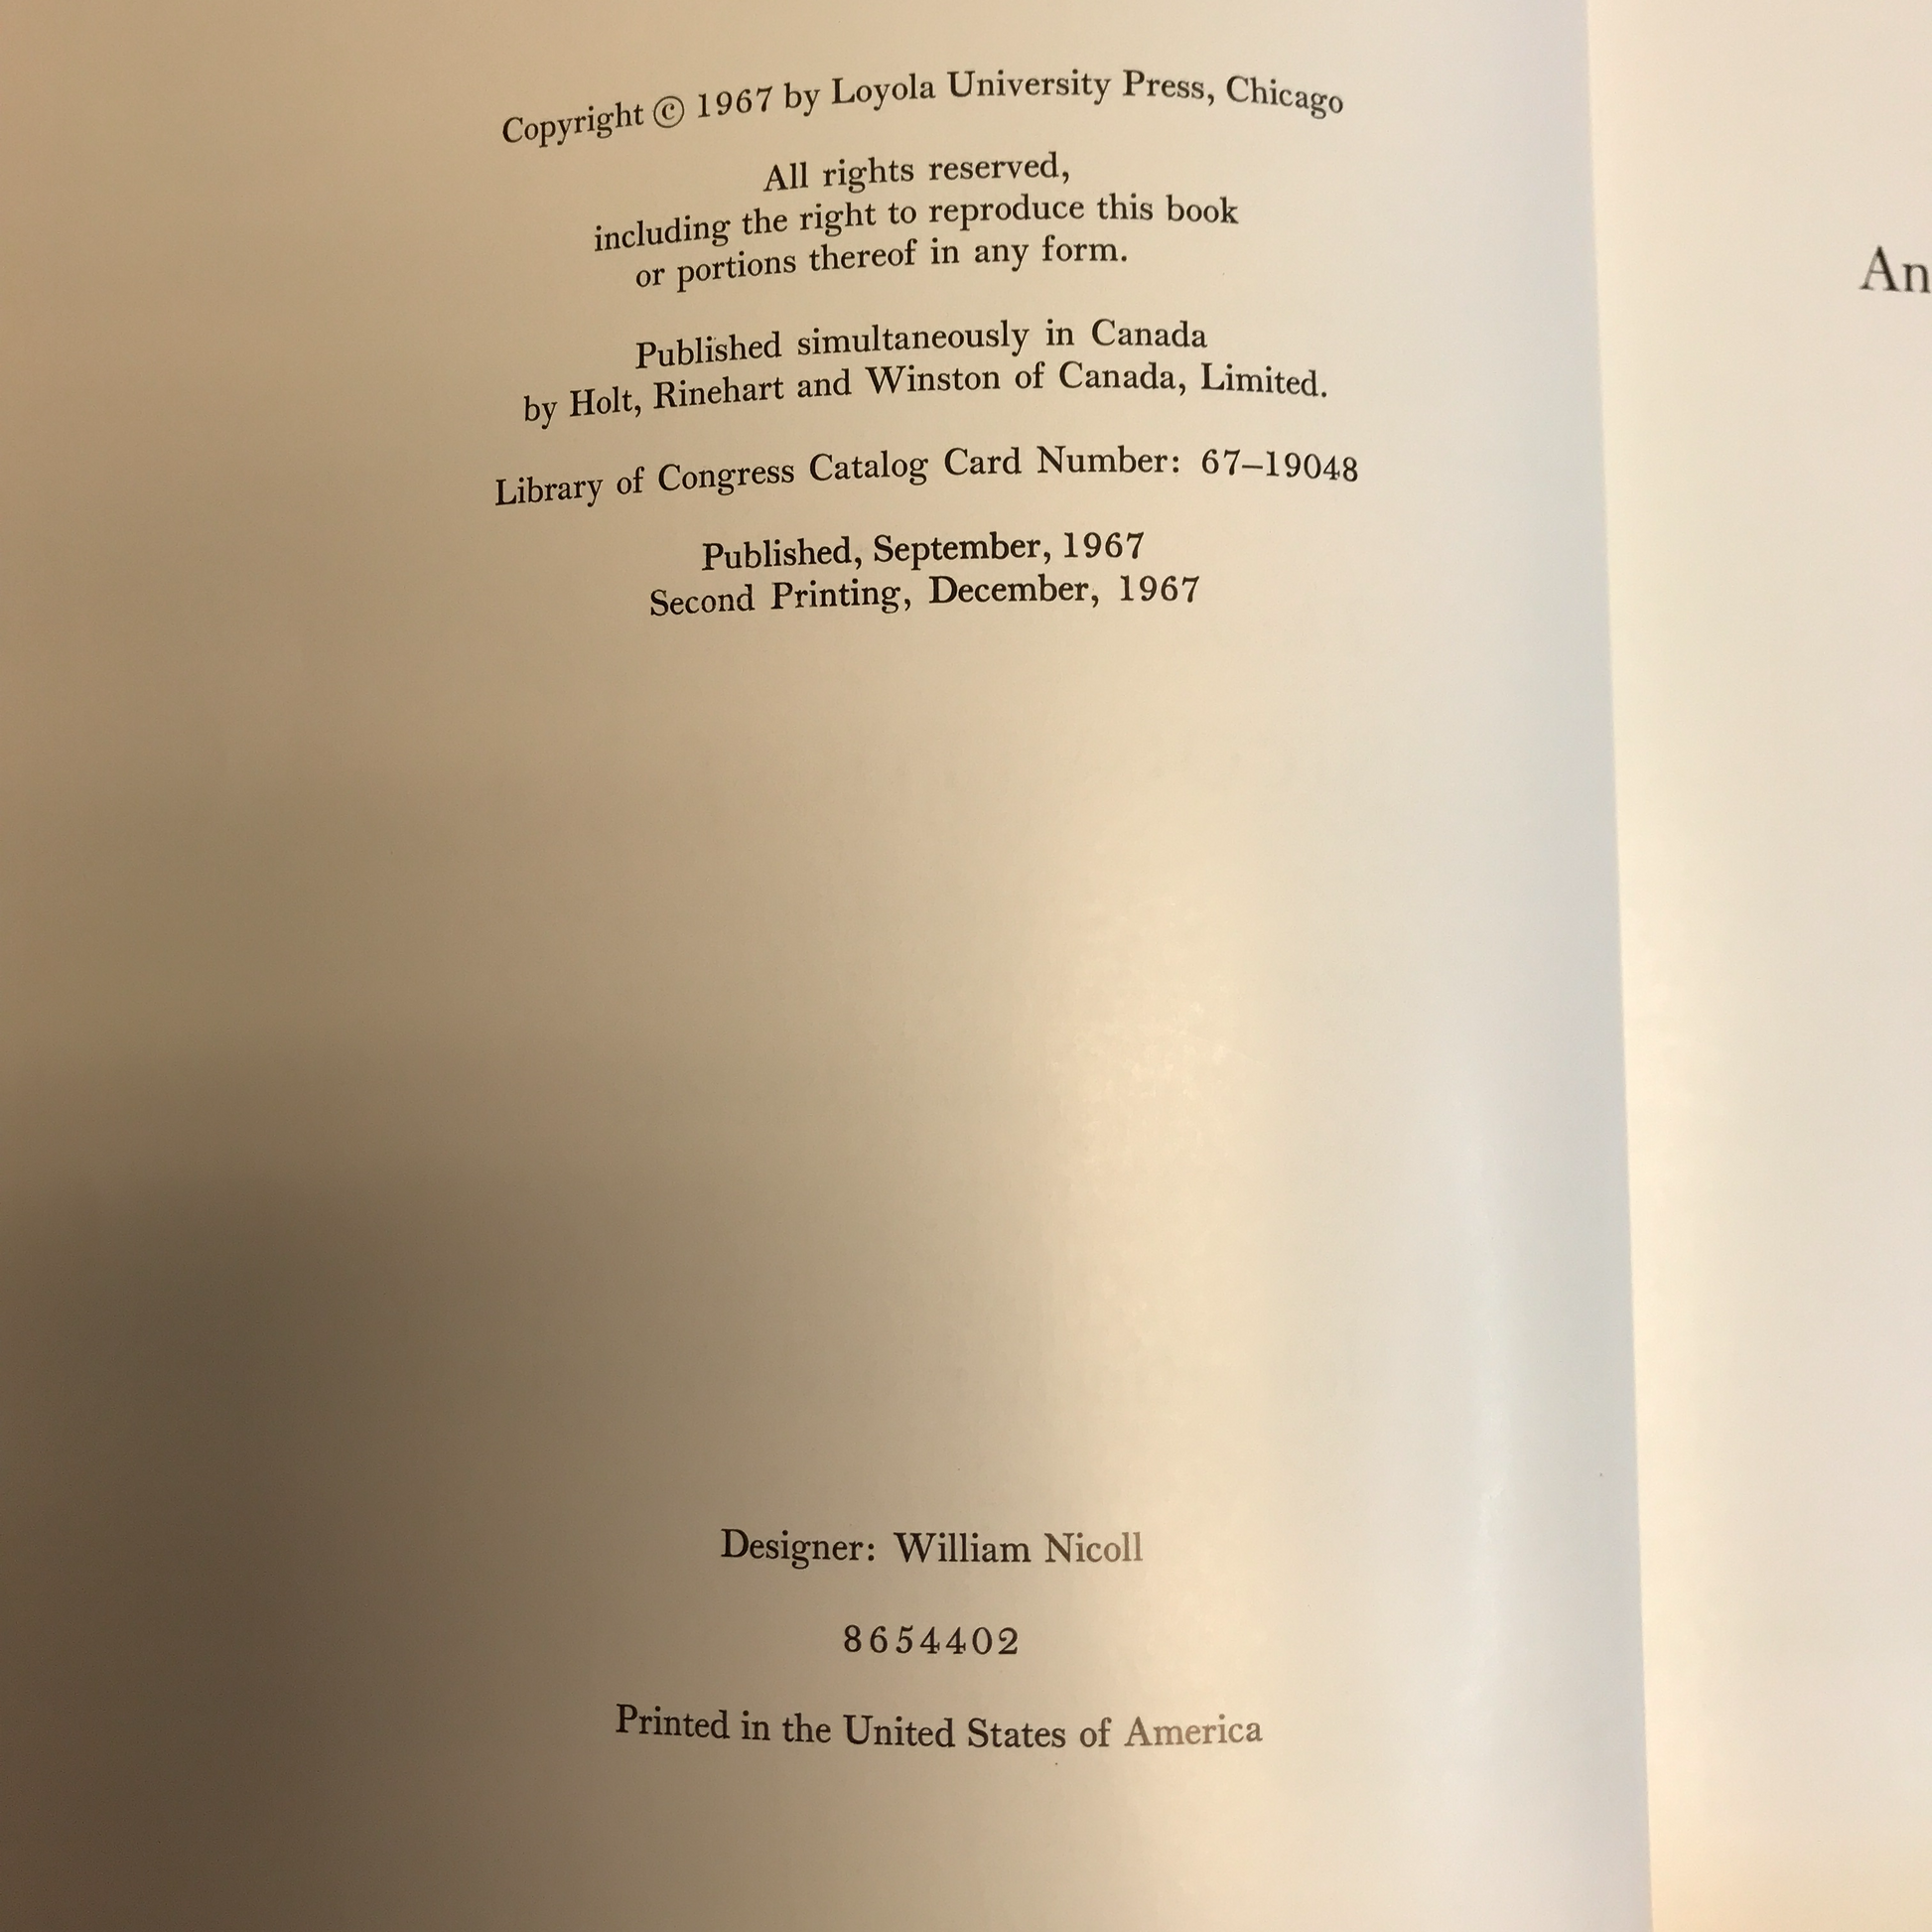 Copyright © 1967 by Loyola University Press, Chicago
All rights reserved,
including the right to reproduce this book
or portions thereof in any form.
Published simultaneously in Canada
by Holt, Rinehart and Winston of Canada, Limited.
Library of Congress Catalog Card Number: 67–19048
Published, September, 1967
Second Printing, December, 1967
Designer: William Nicoll
8654402
Printed in the United States of America
An